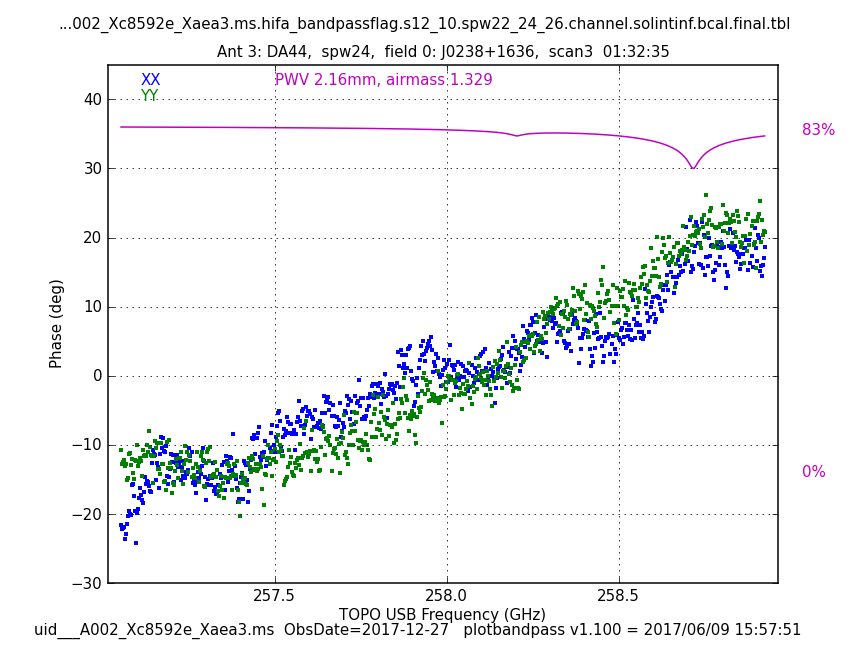 ...002_Xc8592e_Xaea3.ms.hifa_bandpassflag.s12_10.spw22_24_26.channel.solintinf.bcal.final.tbl
Ant 3: DA44,  spw24,  field 0: J0238+1636,  scan3  01:32:35
XX
PWV 2.16mm, airmass 1.329
YY
40
83%
30
20
10
0
−10
0%
−20
−30
Phase (deg)
257.5
258.0
258.5
TOPO USB Frequency (GHz)
uid___A002_Xc8592e_Xaea3.ms  ObsDate=2017-12-27   plotbandpass v1.100 = 2017/06/09 15:57:51